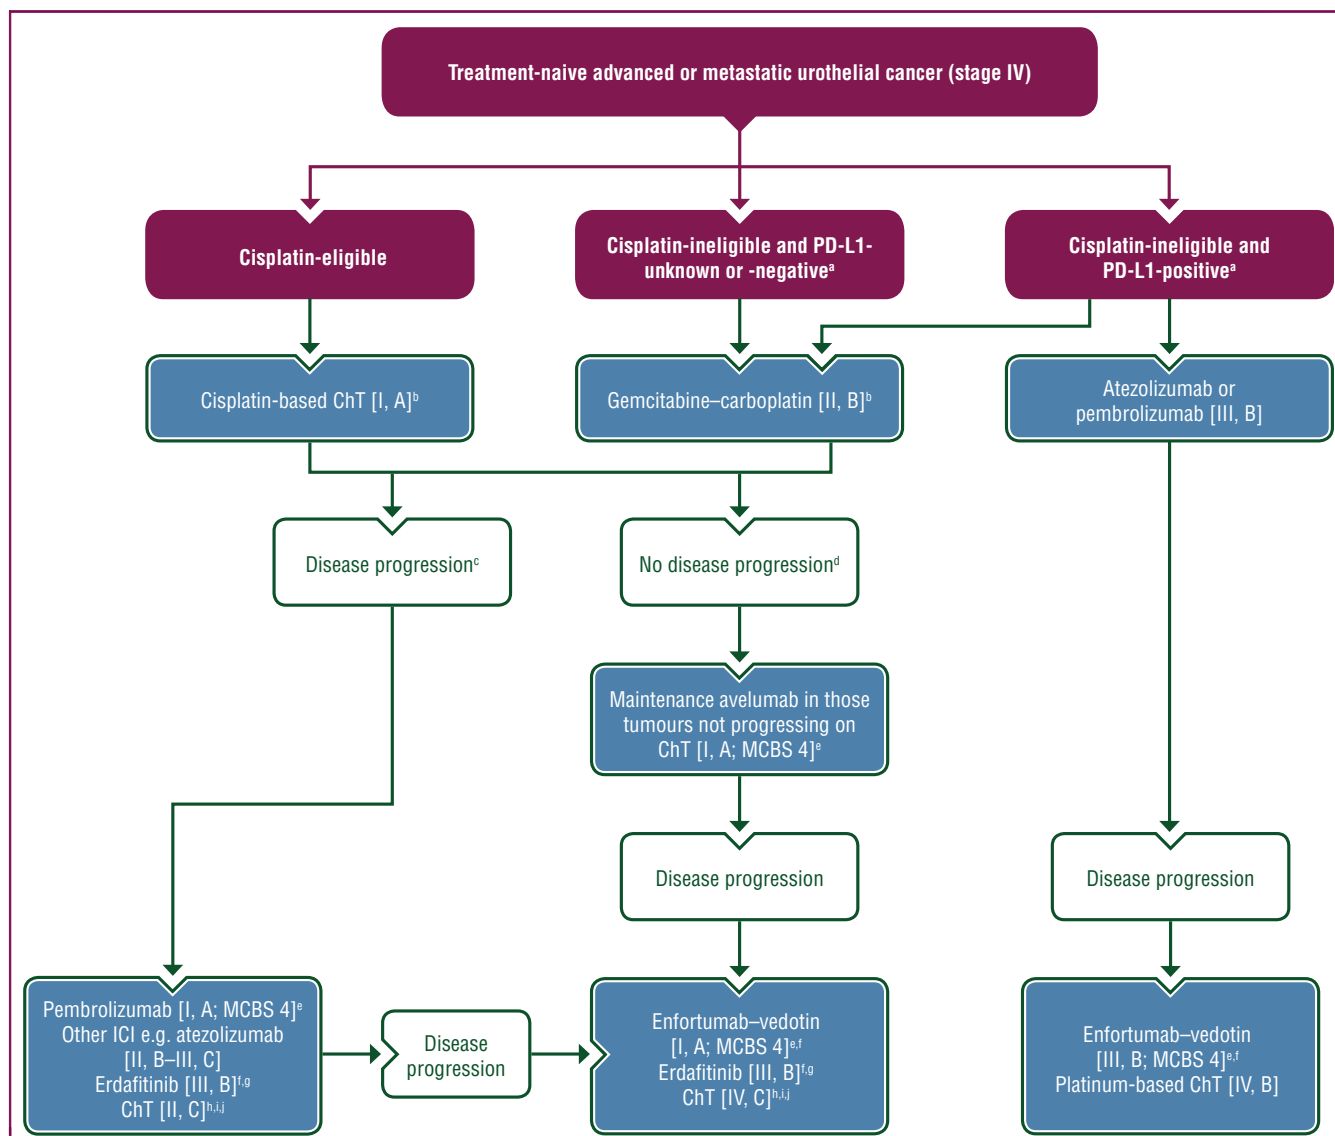 Treatment-naive advanced or metastatic urothelial cancer (stage IV)
Cisplatin-eligible
Cisplatin-ineligible and PD-L1-
unknown or -negativeᵃ
Cisplatin-ineligible and
PD-L1-positiveᵃ
Cisplatin-based ChT [I, A]ᵇ
Gemcitabine–carboplatin [II, B]ᵇ
Atezolizumab or
pembrolizumab [III, B]
Disease progressionᶜ
No disease progressionᵈ
Maintenance avelumab in those
tumours not progressing on
ChT [I, A; MCBS 4]ᵉ
Disease progression
Disease progression
Pembrolizumab [I, A; MCBS 4]ᵉ
Other ICI e.g. atezolizumab
[II, B–III, C]
Erdafitinib [III, B]ᶠ,ᵍ
ChT [II, C]ʰ,ⁱ,ʲ
Disease
progression
Enfortumab–vedotin
[I, A; MCBS 4]ᵉ,ᶠ
Erdafitinib [III, B]ᶠ,ᵍ
ChT [IV, C]ʰ,ⁱ,ʲ
Enfortumab–vedotin
[III, B; MCBS 4]ᵉ,ᶠ
Platinum-based ChT [IV, B]